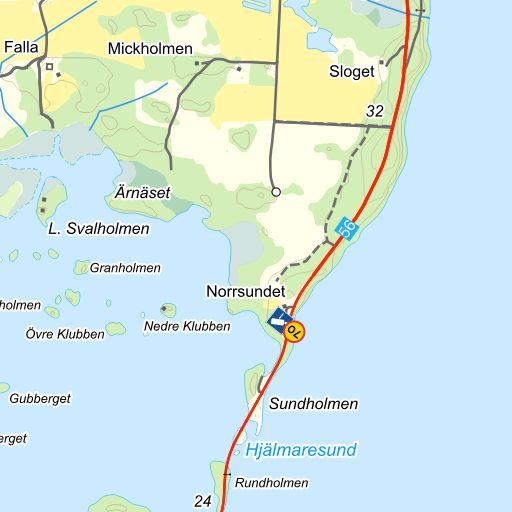 Falla
Mickholmen
Sloget
32
Ärnäset
L. Svalholmen
56
Granholmen
Norrsundet
holmen
Nedre Klubben
Övre Klubben
70
Gubberget
Sundholmen
erget
Hjälmaresund
Rundholmen
24